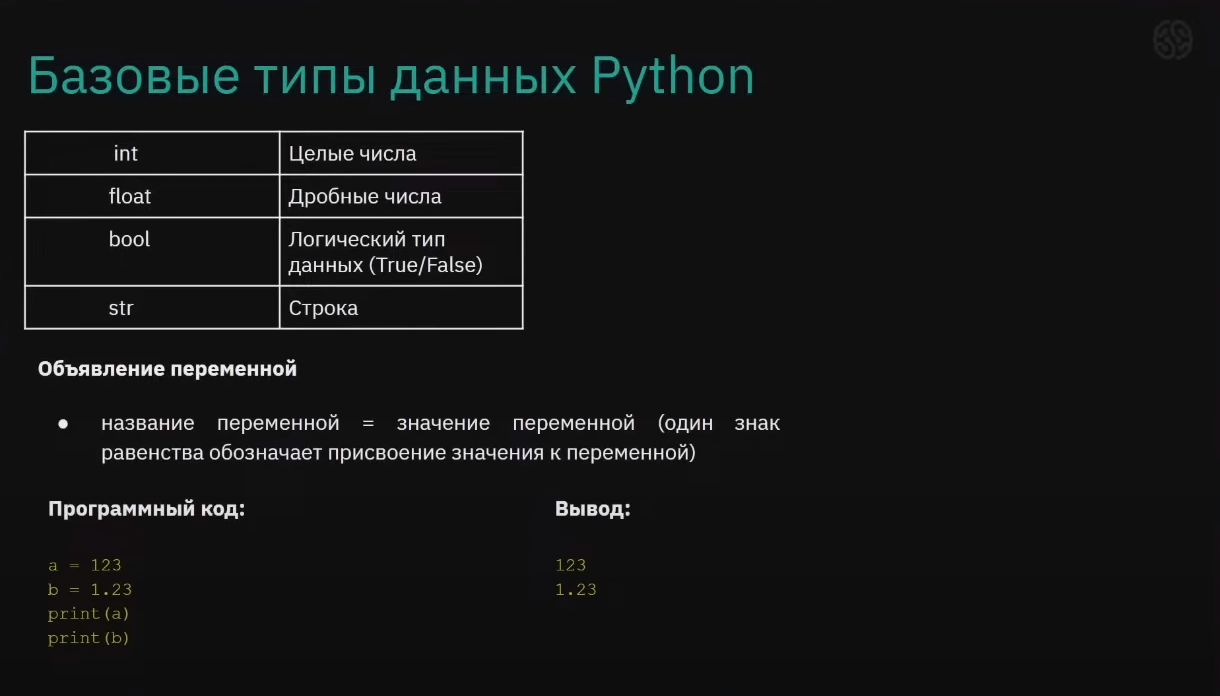 Базовые типы данных Python
int Целые числа
float Дробные числа
bool Логический тип
данных (True/False)
str Строка
Объявление переменной
● название переменной = значение переменной (один знак
равенства обозначает присвоение значения к переменной)
Программный код: Вывод:
a = 123 123
b = 1.23 1.23
print(a)
print(b)